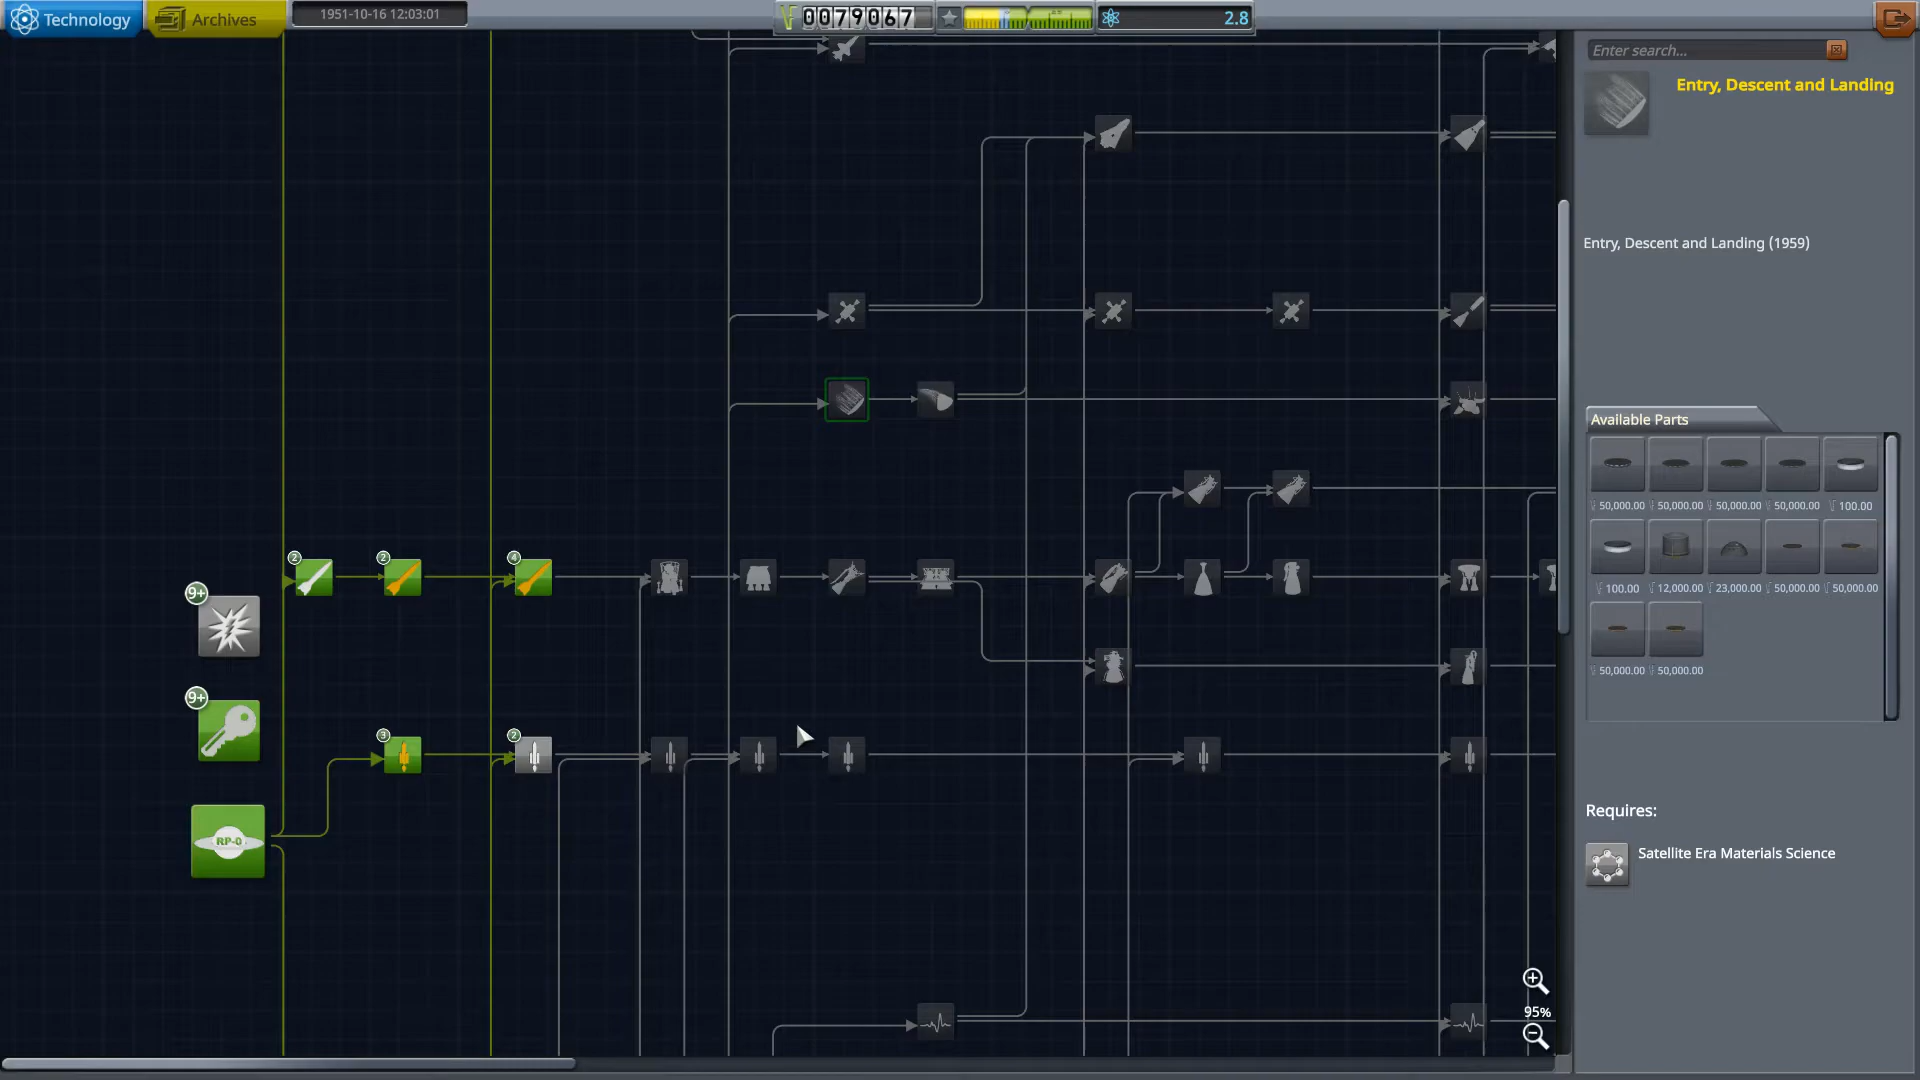 Technology
Archives
1951-10-16 12:03:01
0079067
2.8
Enter search...
Entry, Descent and Landing
Entry, Descent and Landing (1959)
Available Parts
50,000.00 50,000.00 50,000.00 50,000.00 100.00
100.00 12,000.00 23,000.00 50,000.00 50,000.00
50,000.00 50,000.00
Requires:
Satellite Era Materials Science
2
2
4
9+
9+
3
2
RP-0
95%